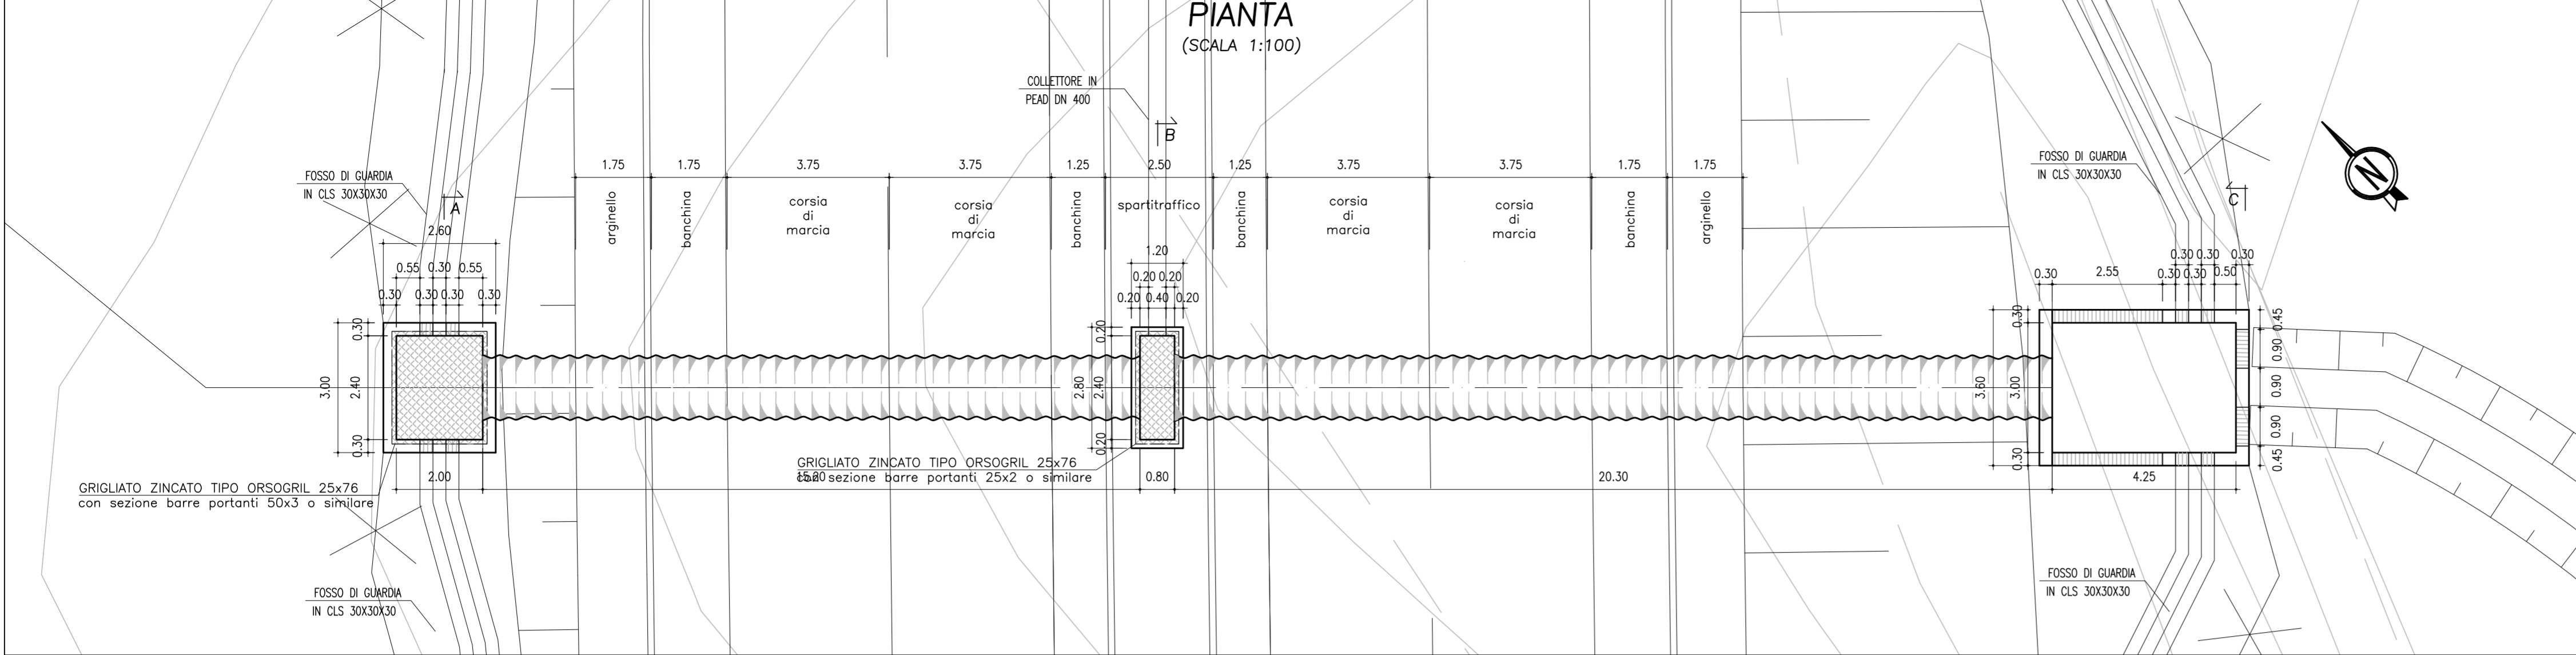 PIANTA
(SCALA 1:100)
COLLETTORE IN
PEAD DN 400
B
FOSSO DI GUARDIA
IN CLS 30X30X30
A
FOSSO DI GUARDIA
IN CLS 30X30X30
C
N
1.75
1.75
3.75
3.75
1.25
2.50
1.25
3.75
3.75
1.75
1.75
arginello
banchina
corsia
di
marcia
corsia
di
marcia
banchina
spartitraffico
banchina
corsia
di
marcia
corsia
di
marcia
banchina
arginello
2.60
0.55
0.30
0.55
0.30
0.30
0.30
0.30
0.30
3.00
2.40
0.30
1.20
0.20
0.20
0.20
0.40
0.20
0.20
2.80
2.40
0.20
0.30
2.55
0.30
0.30
0.30
0.30
0.50
0.30
0.30
3.60
3.00
0.30
0.45
0.90
0.90
0.90
0.45
2.00
15.20
0.80
20.30
4.25
GRIGLIATO ZINCATO TIPO ORSOGRIL 25x76
con sezione barre portanti 50x3 o similare
GRIGLIATO ZINCATO TIPO ORSOGRIL 25x76
con sezione barre portanti 25x2 o similare
FOSSO DI GUARDIA
IN CLS 30X30X30
FOSSO DI GUARDIA
IN CLS 30X30X30